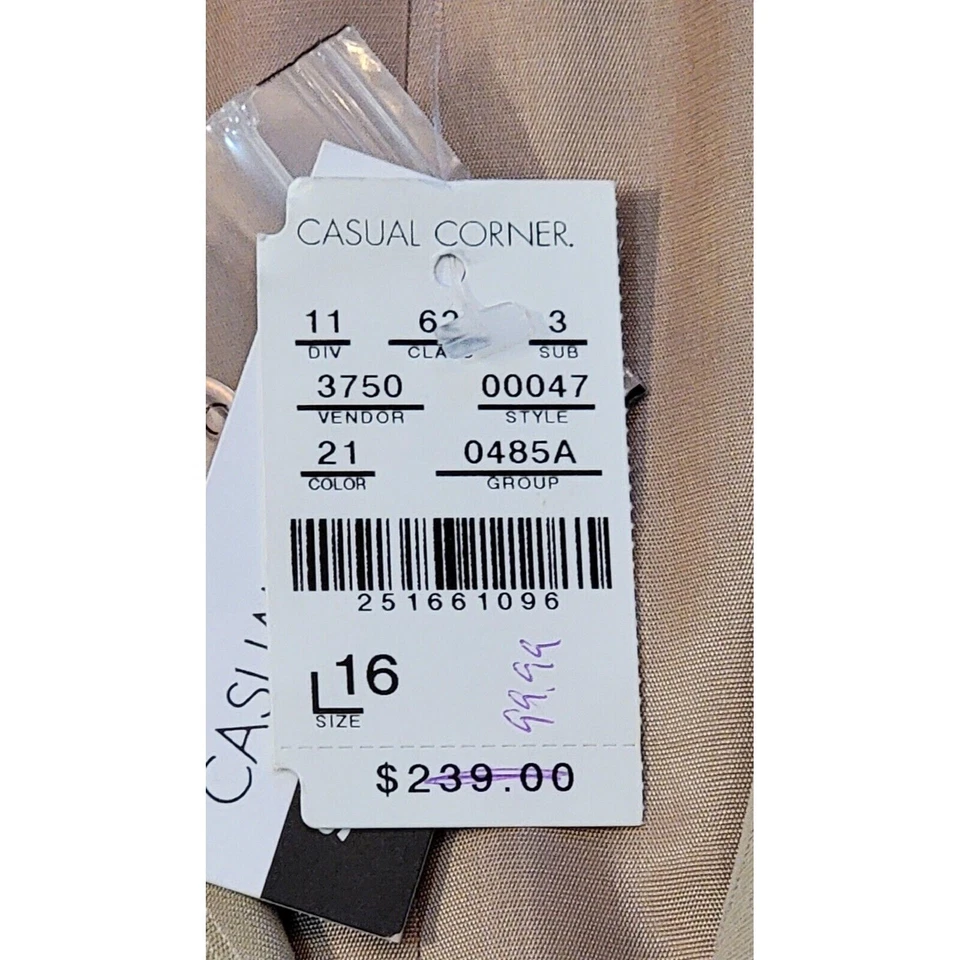 CASUAL CORNER.
11 3
DIV SUB
3750 00047
VENDOR STYLE
21 0485A
COLOR GROUP
251661096
16
SIZE
99.99
$239.00